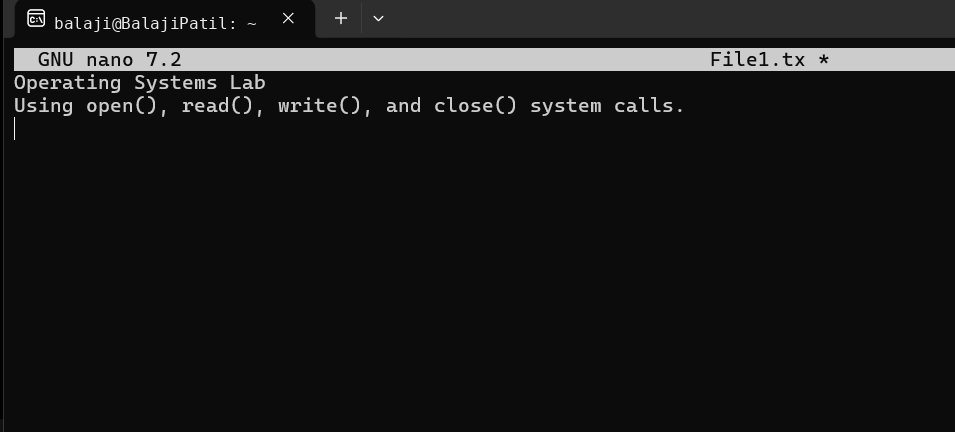 balaji@BalajiPatil: ~
GNU nano 7.2 File1.tx *
Operating Systems Lab
Using open(), read(), write(), and close() system calls.